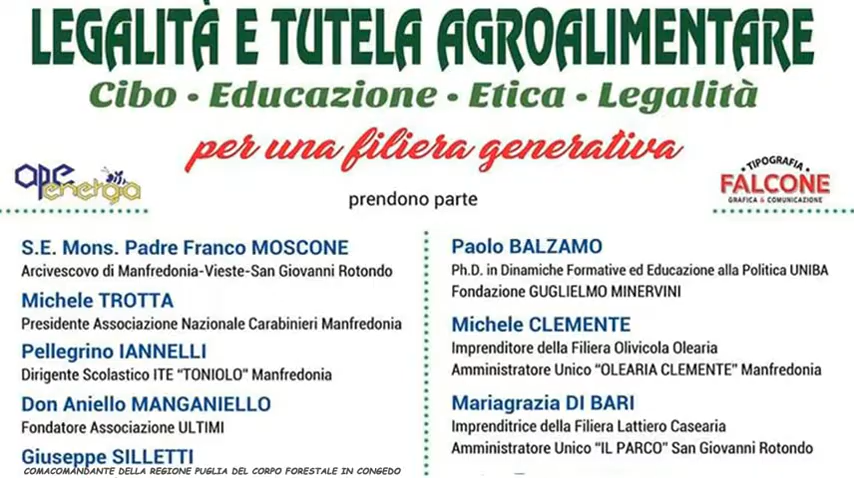 LEGALITÀ E TUTELA AGROALIMENTARE
Cibo • Educazione • Etica • Legalità
per una filiera generativa
ape energia
TIPOGRAFIA
FALCONE
GRAFICA & COMUNICAZIONE
prendono parte
S.E. Mons. Padre Franco MOSCONE
Arcivescovo di Manfredonia-Vieste-San Giovanni Rotondo
Michele TROTTA
Presidente Associazione Nazionale Carabinieri Manfredonia
Pellegrino IANNELLI
Dirigente Scolastico ITE “TONIOLO” Manfredonia
Don Aniello MANGANIELLO
Fondatore Associazione ULTIMI
Giuseppe SILLETTI
COMACOMANDANTE DELLA REGIONE PUGLIA DEL CORPO FORESTALE IN CONGEDO
Paolo BALZAMO
Ph.D. in Dinamiche Formative ed Educazione alla Politica UNIBA
Fondazione GUGLIELMO MINERVINI
Michele CLEMENTE
Imprenditore della Filiera Olivicola Olearia
Amministratore Unico “OLEARIA CLEMENTE” Manfredonia
Mariagrazia DI BARI
Imprenditrice della Filiera Lattiero Casearia
Amministratore Unico “IL PARCO” San Giovanni Rotondo